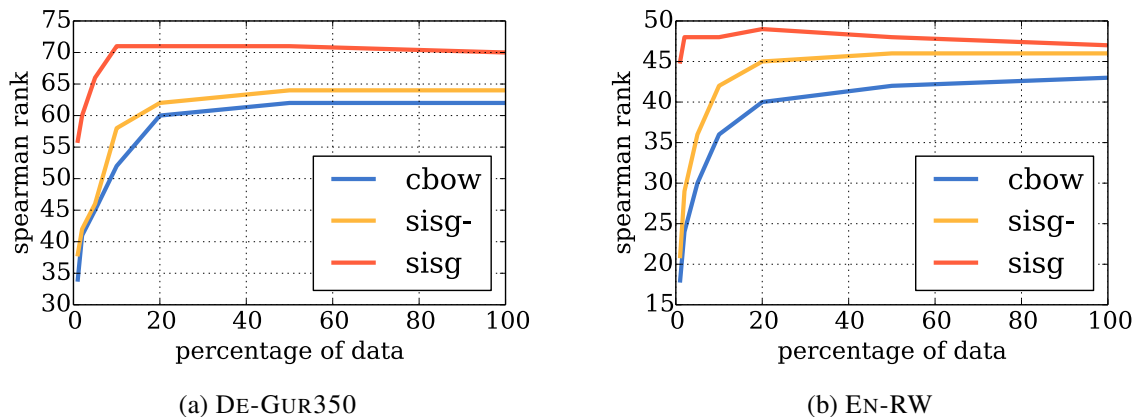 75
70
65
60
55
50
45
40
35
30
spearman rank
0 20 40 60 80 100
percentage of data
cbow
sisg-
sisg
(a) DE-GUR350
50
45
40
35
30
25
20
15
spearman rank
0 20 40 60 80 100
percentage of data
cbow
sisg-
sisg
(b) EN-RW